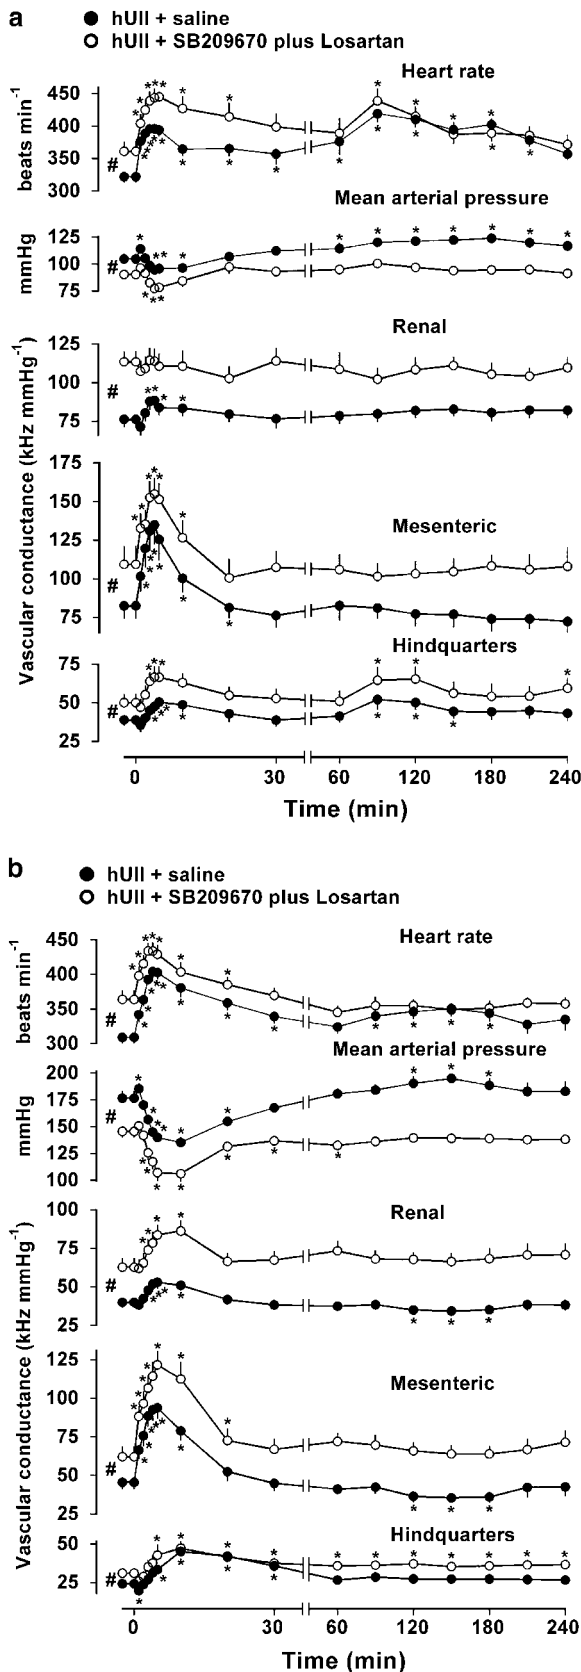 a
● hUII + saline
○ hUII + SB209670 plus Losartan
Heart rate
beats min⁻¹
450
400
350
300
#
Mean arterial pressure
mmHg
125
100
75
#
Vascular conductance (kHz mmHg⁻¹)
Renal
125
100
75
#
Mesenteric
175
150
125
100
75
#
Hindquarters
75
50
25
#
0 30 60 120 180 240
Time (min)
b
● hUII + saline
○ hUII + SB209670 plus Losartan
Heart rate
beats min⁻¹
450
400
350
300
#
Mean arterial pressure
mmHg
200
175
150
125
100
#
Vascular conductance (kHz mmHg⁻¹)
Renal
100
75
50
25
#
Mesenteric
125
100
75
50
25
#
Hindquarters
50
25
#
0 30 60 120 180 240
Time (min)